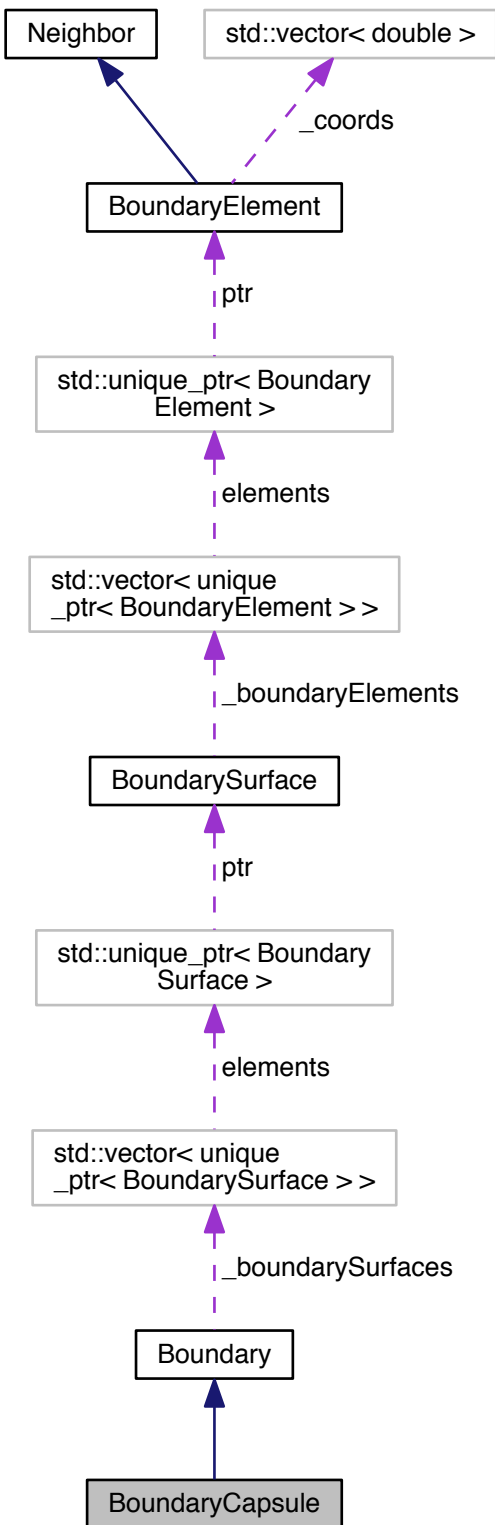 Neighbor
std::vector< double >
_coords
BoundaryElement
ptr
std::unique_ptr< Boundary
Element >
elements
std::vector< unique
_ptr< BoundaryElement > >
_boundaryElements
BoundarySurface
ptr
std::unique_ptr< Boundary
Surface >
elements
std::vector< unique
_ptr< BoundarySurface > >
_boundarySurfaces
Boundary
BoundaryCapsule